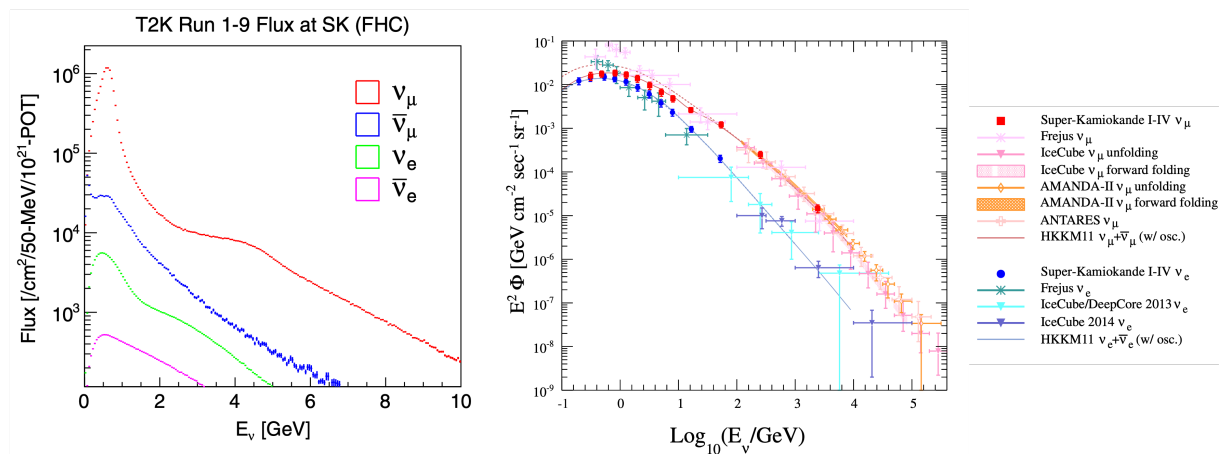 T2K Run 1-9 Flux at SK (FHC)
Flux [/cm²/50-MeV/10²¹-POT]
10⁶
10⁵
10⁴
10³
ν_μ
ν̅_μ
ν_e
ν̅_e
0 2 4 6 8 10
E_ν [GeV]
E² Φ [GeV cm⁻² sec⁻¹ sr⁻¹]
10⁻¹
10⁻²
10⁻³
10⁻⁴
10⁻⁵
10⁻⁶
10⁻⁷
10⁻⁸
10⁻⁹
-1 0 1 2 3 4 5
Log₁₀(E_ν/GeV)
Super-Kamiokande I-IV ν_μ
Frejus ν_μ
IceCube ν_μ unfolding
IceCube ν_μ forward folding
AMANDA-II ν_μ unfolding
AMANDA-II ν_μ forward folding
ANTARES ν_μ
HKKM11 ν_μ+ν̅_μ (w/ osc.)
Super-Kamiokande I-IV ν_e
Frejus ν_e
IceCube/DeepCore 2013 ν_e
IceCube 2014 ν_e
HKKM11 ν_e+ν̅_e (w/ osc.)